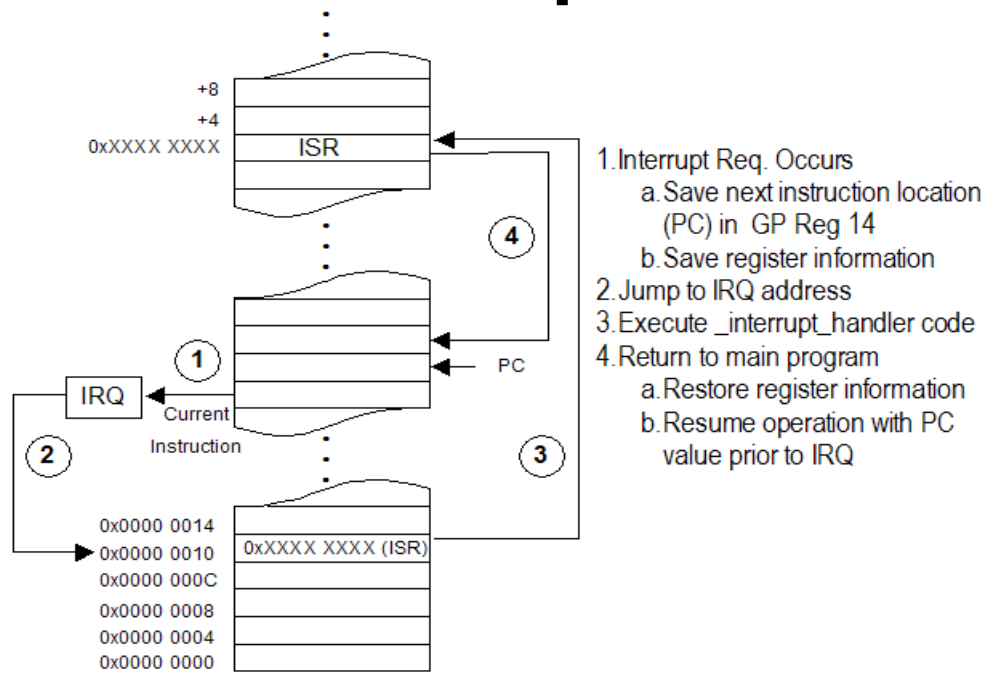 +8
+4
0xXXXX XXXX
ISR
4
1
PC
IRQ
Current
Instruction
2
3
0x0000 0014
0x0000 0010
0xXXXX XXXX (ISR)
0x0000 000C
0x0000 0008
0x0000 0004
0x0000 0000
1.Interrupt Req. Occurs
a.Save next instruction location
(PC) in GP Reg 14
b.Save register information
2.Jump to IRQ address
3.Execute _interrupt_handler code
4.Return to main program
a.Restore register information
b.Resume operation with PC
value prior to IRQ